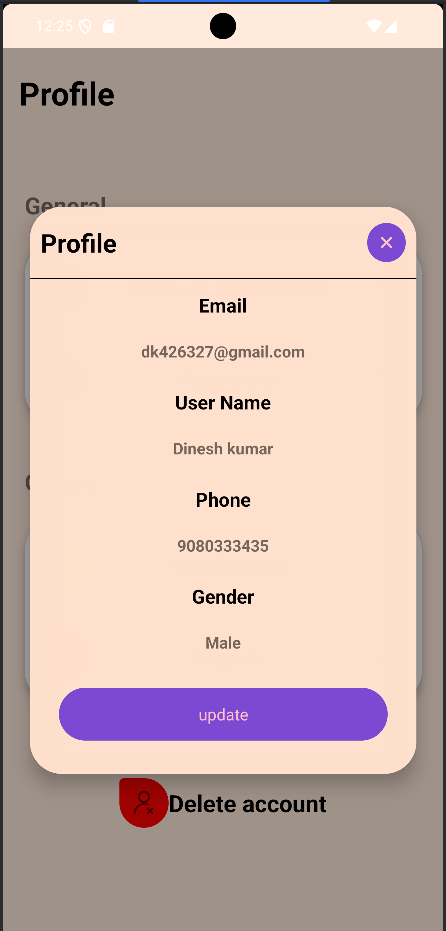 12:25
Profile
General
Profile
Email
dk426327@gmail.com
User Name
Dinesh kumar
Phone
9080333435
Gender
Male
update
Delete account